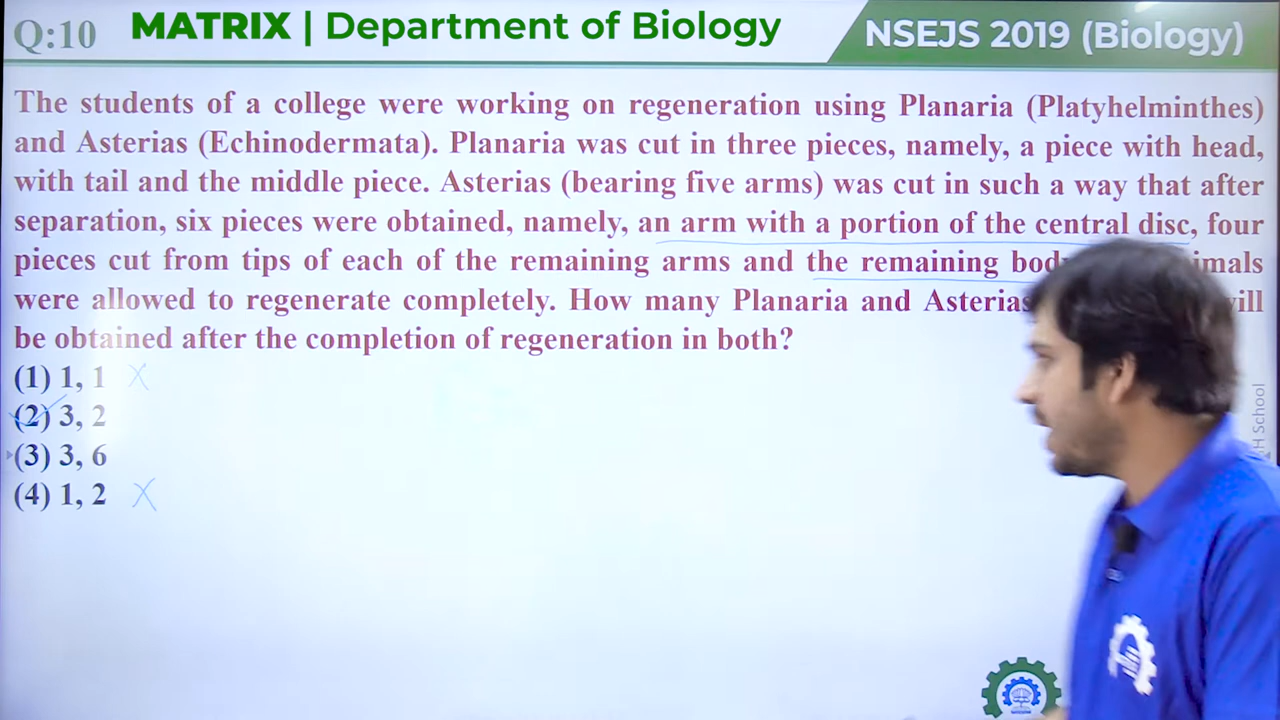 Q:10 MATRIX | Department of Biology NSEJS 2019 (Biology)
The students of a college were working on regeneration using Planaria (Platyhelminthes)
and Asterias (Echinodermata). Planaria was cut in three pieces, namely, a piece with head,
with tail and the middle piece. Asterias (bearing five arms) was cut in such a way that after
separation, six pieces were obtained, namely, an arm with a portion of the central disc, four
pieces cut from tips of each of the remaining arms and the remaining
were allowed to regenerate completely. How many Planaria and Asterias
be obtained after the completion of regeneration in both?
(1) 1, 1
(2) 3, 2
(3) 3, 6
(4) 1, 2
School